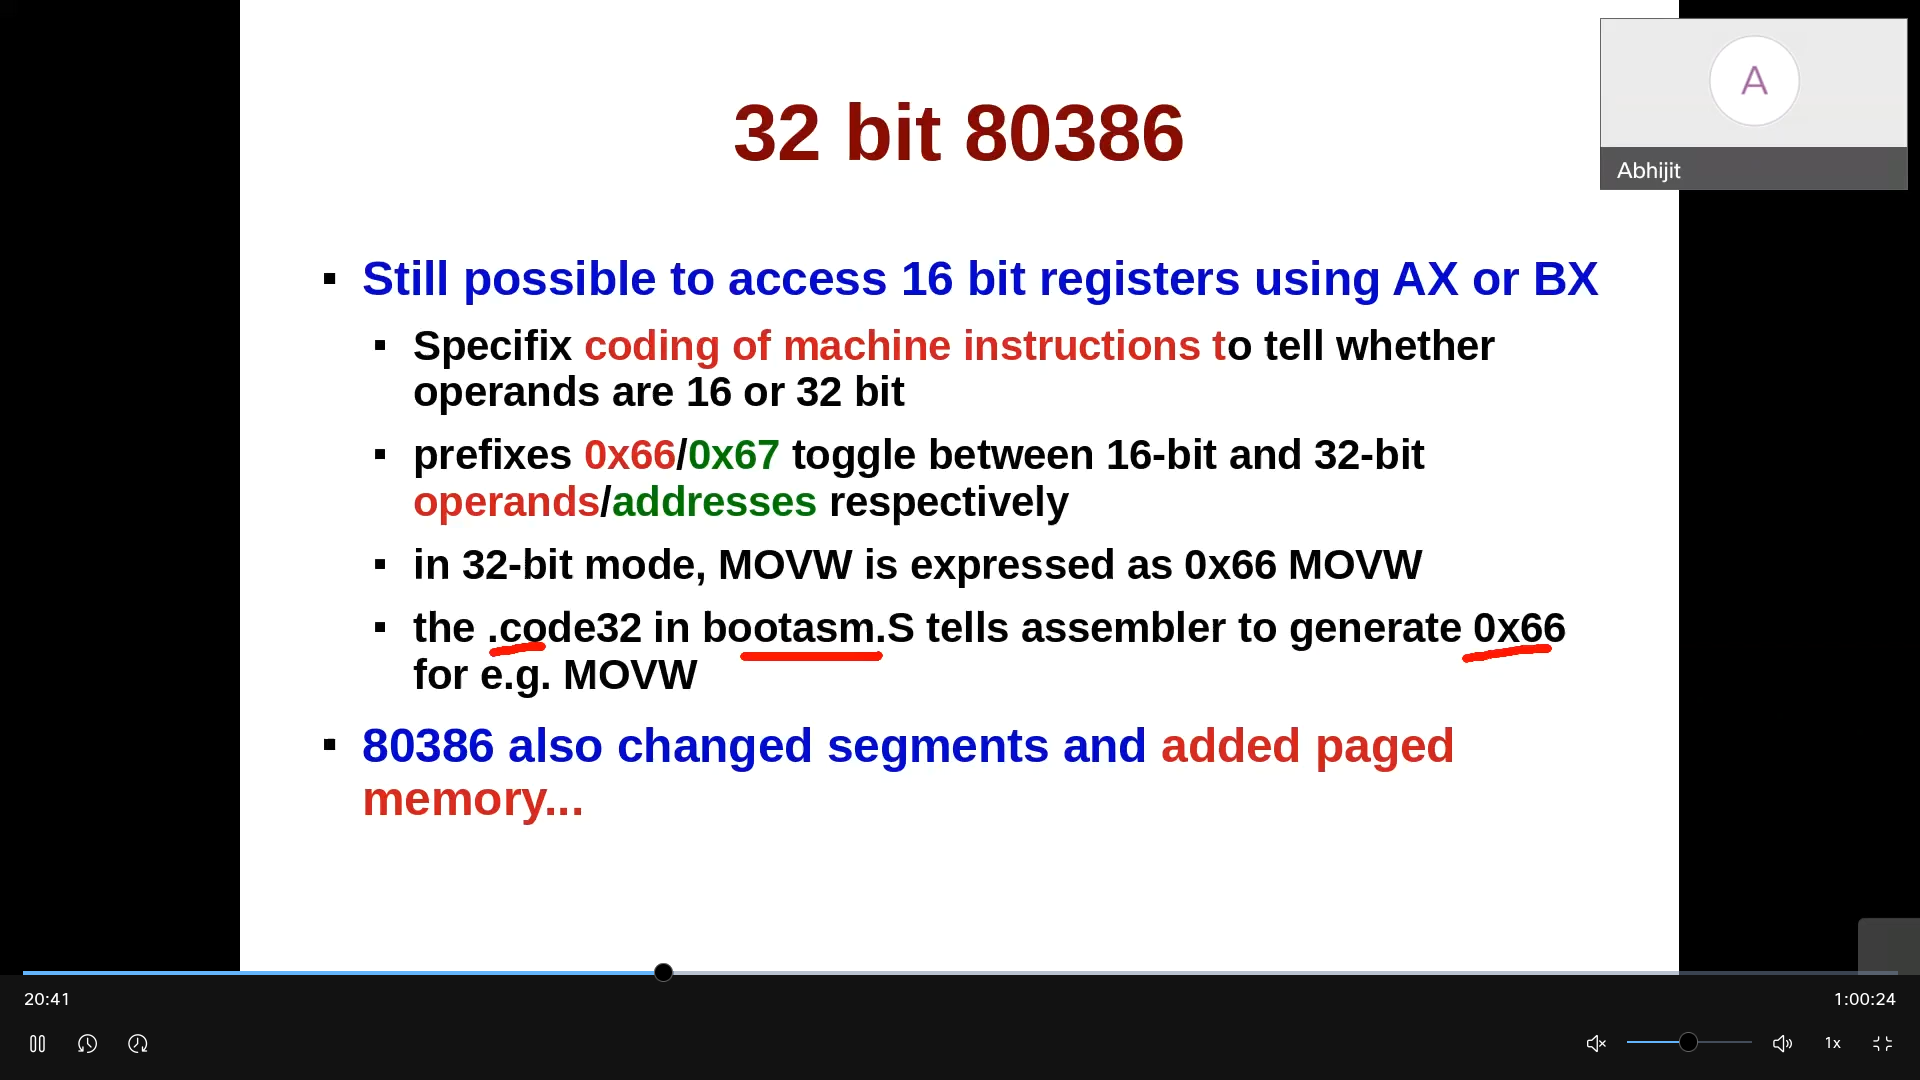 32 bit 80386
A
Abhijit
Still possible to access 16 bit registers using AX or BX
Specifix coding of machine instructions to tell whether
operands are 16 or 32 bit
prefixes 0x66/0x67 toggle between 16-bit and 32-bit
operands/addresses respectively
in 32-bit mode, MOVW is expressed as 0x66 MOVW
the .code32 in bootasm.S tells assembler to generate 0x66
for e.g. MOVW
80386 also changed segments and added paged
memory...
20:41
1:00:24
1x